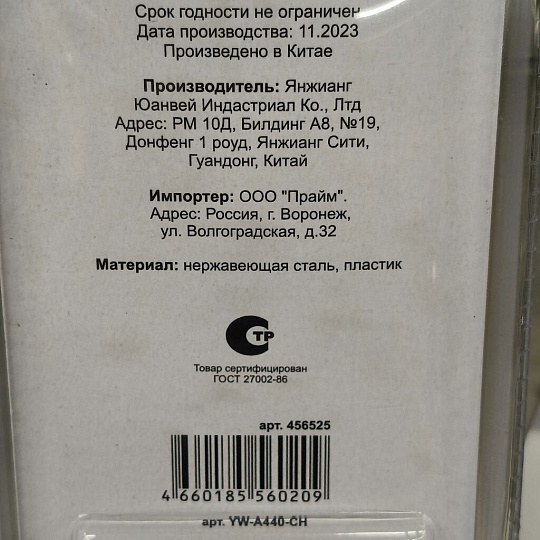 Срок годности не ограничен
Дата производства: 11.2023
Произведено в Китае
Производитель: Янжианг
Юанвей Индастриал Ко., Лтд
Адрес: РМ 10Д, Билдинг А8, №19,
Донфенг 1 роуд, Янжианг Сити,
Гуандонг, Китай
Импортер: ООО "Прайм".
Адрес: Россия, г. Воронеж,
ул. Волгоградская, д.32
Материал: нержавеющая сталь, пластик
СТР
Товар сертифицирован
ГОСТ 27002-86
арт. 456525
4 660185 560209
арт. YW-A440-CH